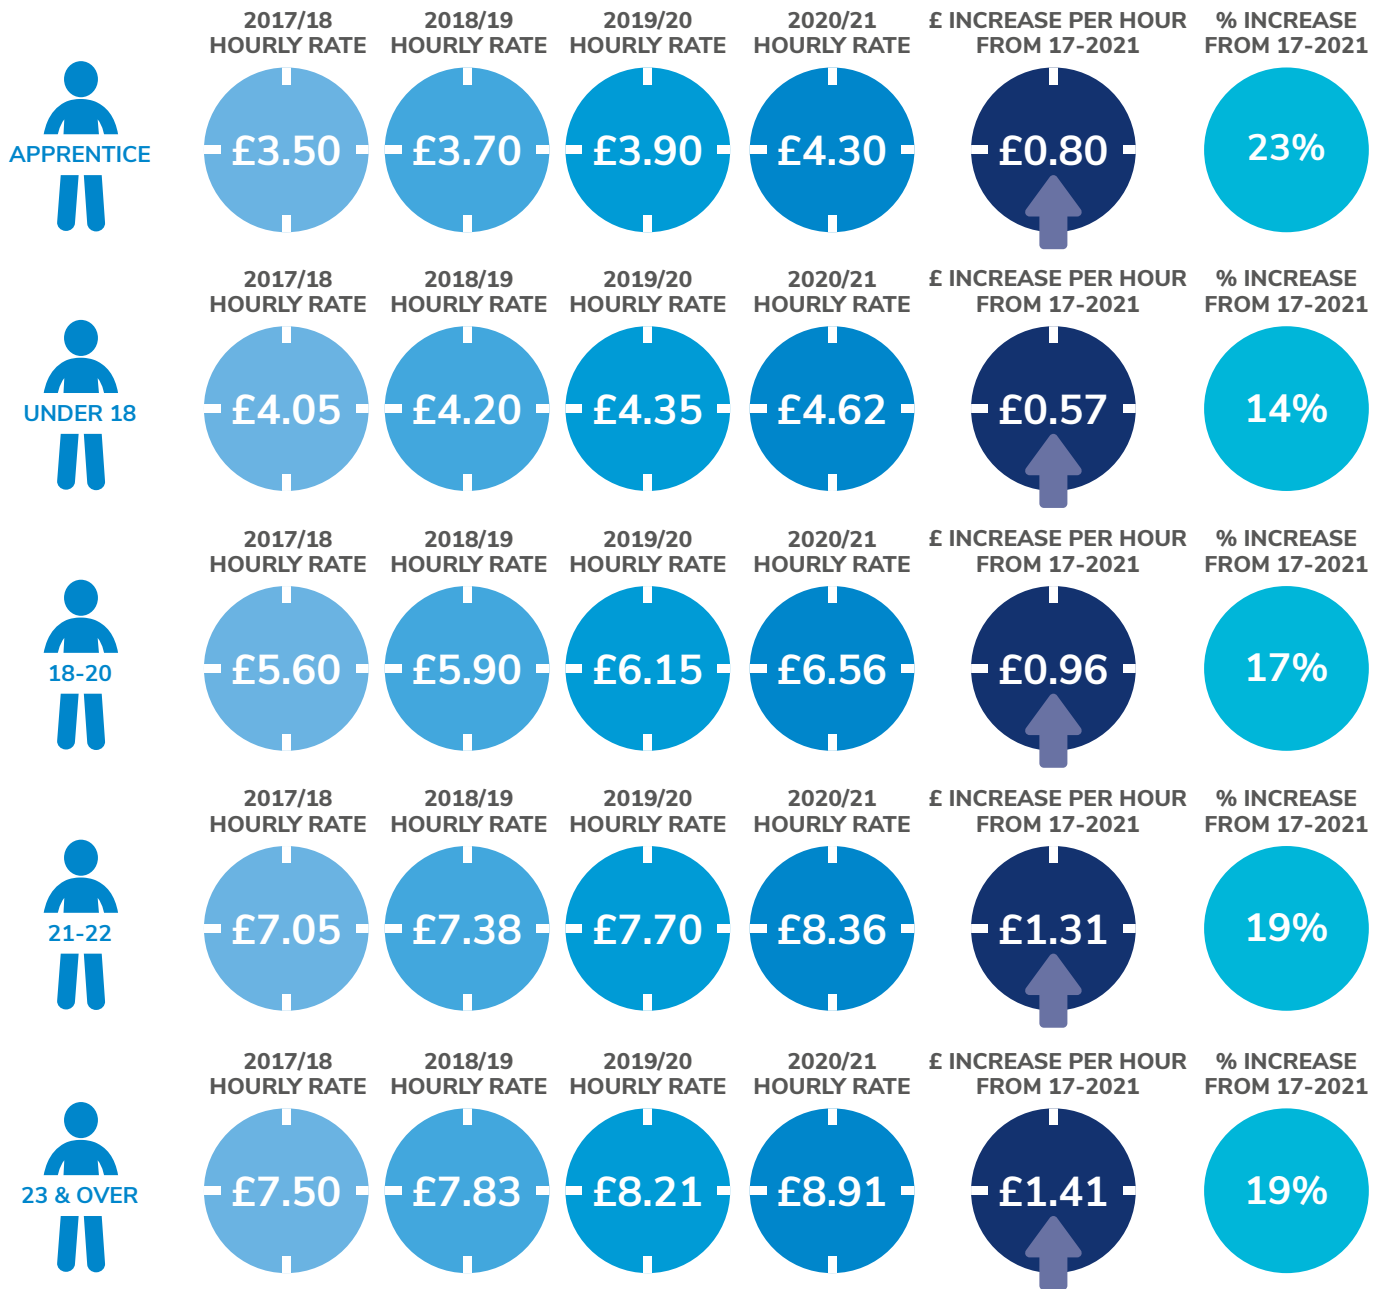 2017/18
HOURLY RATE
2018/19
HOURLY RATE
2019/20
HOURLY RATE
2020/21
HOURLY RATE
£ INCREASE PER HOUR
FROM 17-2021
% INCREASE
FROM 17-2021
APPRENTICE
£3.50
£3.70
£3.90
£4.30
£0.80
23%
2017/18
HOURLY RATE
2018/19
HOURLY RATE
2019/20
HOURLY RATE
2020/21
HOURLY RATE
£ INCREASE PER HOUR
FROM 17-2021
% INCREASE
FROM 17-2021
UNDER 18
£4.05
£4.20
£4.35
£4.62
£0.57
14%
2017/18
HOURLY RATE
2018/19
HOURLY RATE
2019/20
HOURLY RATE
2020/21
HOURLY RATE
£ INCREASE PER HOUR
FROM 17-2021
% INCREASE
FROM 17-2021
18-20
£5.60
£5.90
£6.15
£6.56
£0.96
17%
2017/18
HOURLY RATE
2018/19
HOURLY RATE
2019/20
HOURLY RATE
2020/21
HOURLY RATE
£ INCREASE PER HOUR
FROM 17-2021
% INCREASE
FROM 17-2021
21-22
£7.05
£7.38
£7.70
£8.36
£1.31
19%
2017/18
HOURLY RATE
2018/19
HOURLY RATE
2019/20
HOURLY RATE
2020/21
HOURLY RATE
£ INCREASE PER HOUR
FROM 17-2021
% INCREASE
FROM 17-2021
23 & OVER
£7.50
£7.83
£8.21
£8.91
£1.41
19%